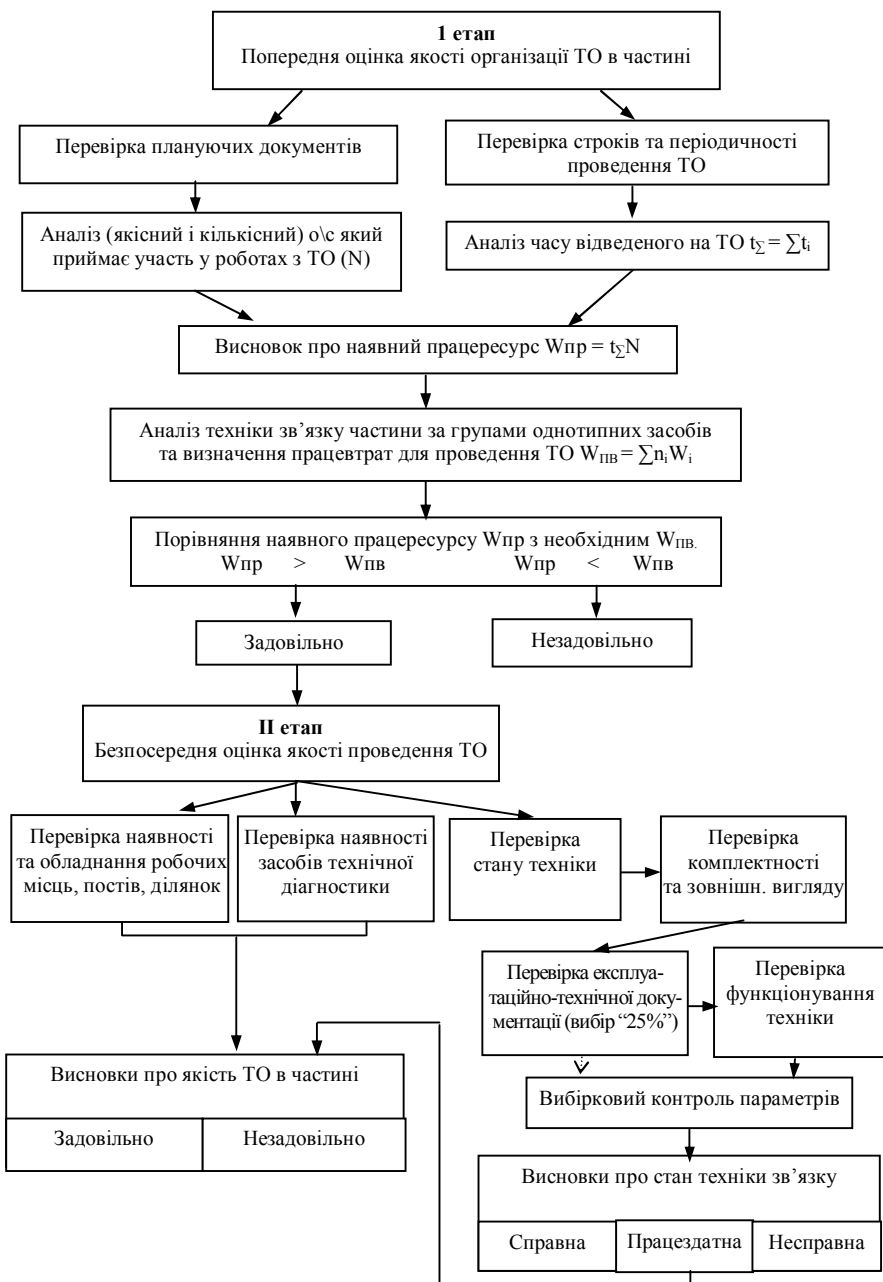 1 етап
Попередня оцінка якості організації ТО в частині
Перевірка плануючих документів
Перевірка строків та періодичності
проведення ТО
Аналіз (якісний і кількісний) о\с який
приймає участь у роботах з ТО (N)
Аналіз часу відведеного на ТО t∑ = ∑ti
Висновок про наявний працересурс Wпр = t∑N
Аналіз техніки зв’язку частини за групами однотипних засобів
та визначення працевтрат для проведення ТО WПВ = ∑niWi
Порівняння наявного працересурсу Wпр з необхідним WПВ.
Wпр > Wпв Wпр < Wпв
Задовільно
Незадовільно
ІІ етап
Безпосередня оцінка якості проведення ТО
Перевірка наявності
та обладнання робочих
місць, постів, ділянок
Перевірка наявності
засобів технічної
діагностики
Перевірка
стану техніки
Перевірка
комплектності
та зовнішн. вигляду
Перевірка експлуа-
таційно-технічної доку-
ментації (вибір “25%”)
Перевірка
функціонування
техніки
Висновки про якість ТО в частині
Задовільно Незадовільно
Вибірковий контроль параметрів
Висновки про стан техніки зв’язку
Справна Працездатна Несправна